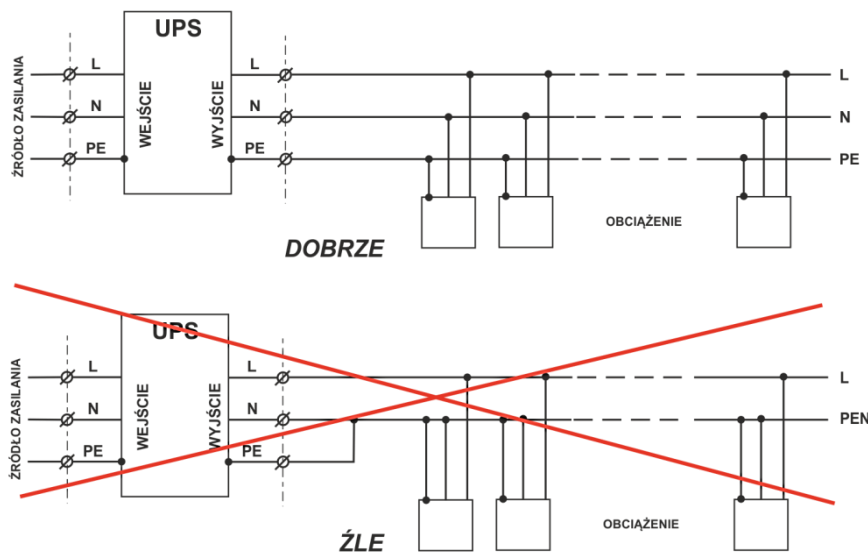 UPS
ŹRÓDŁO ZASILANIA
L
N
PE
WEJŚCIE
WYJŚCIE
L
N
PE
L
N
PE
OBCIĄŻENIE
DOBRZE
UPS
ŹRÓDŁO ZASILANIA
L
N
PE
WEJŚCIE
WYJŚCIE
L
N
PE
L
PEN
OBCIĄŻENIE
ŹLE